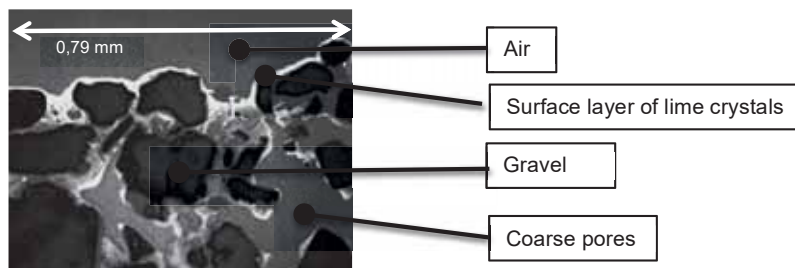 0,79 mm
Air
Surface layer of lime crystals
Gravel
Coarse pores